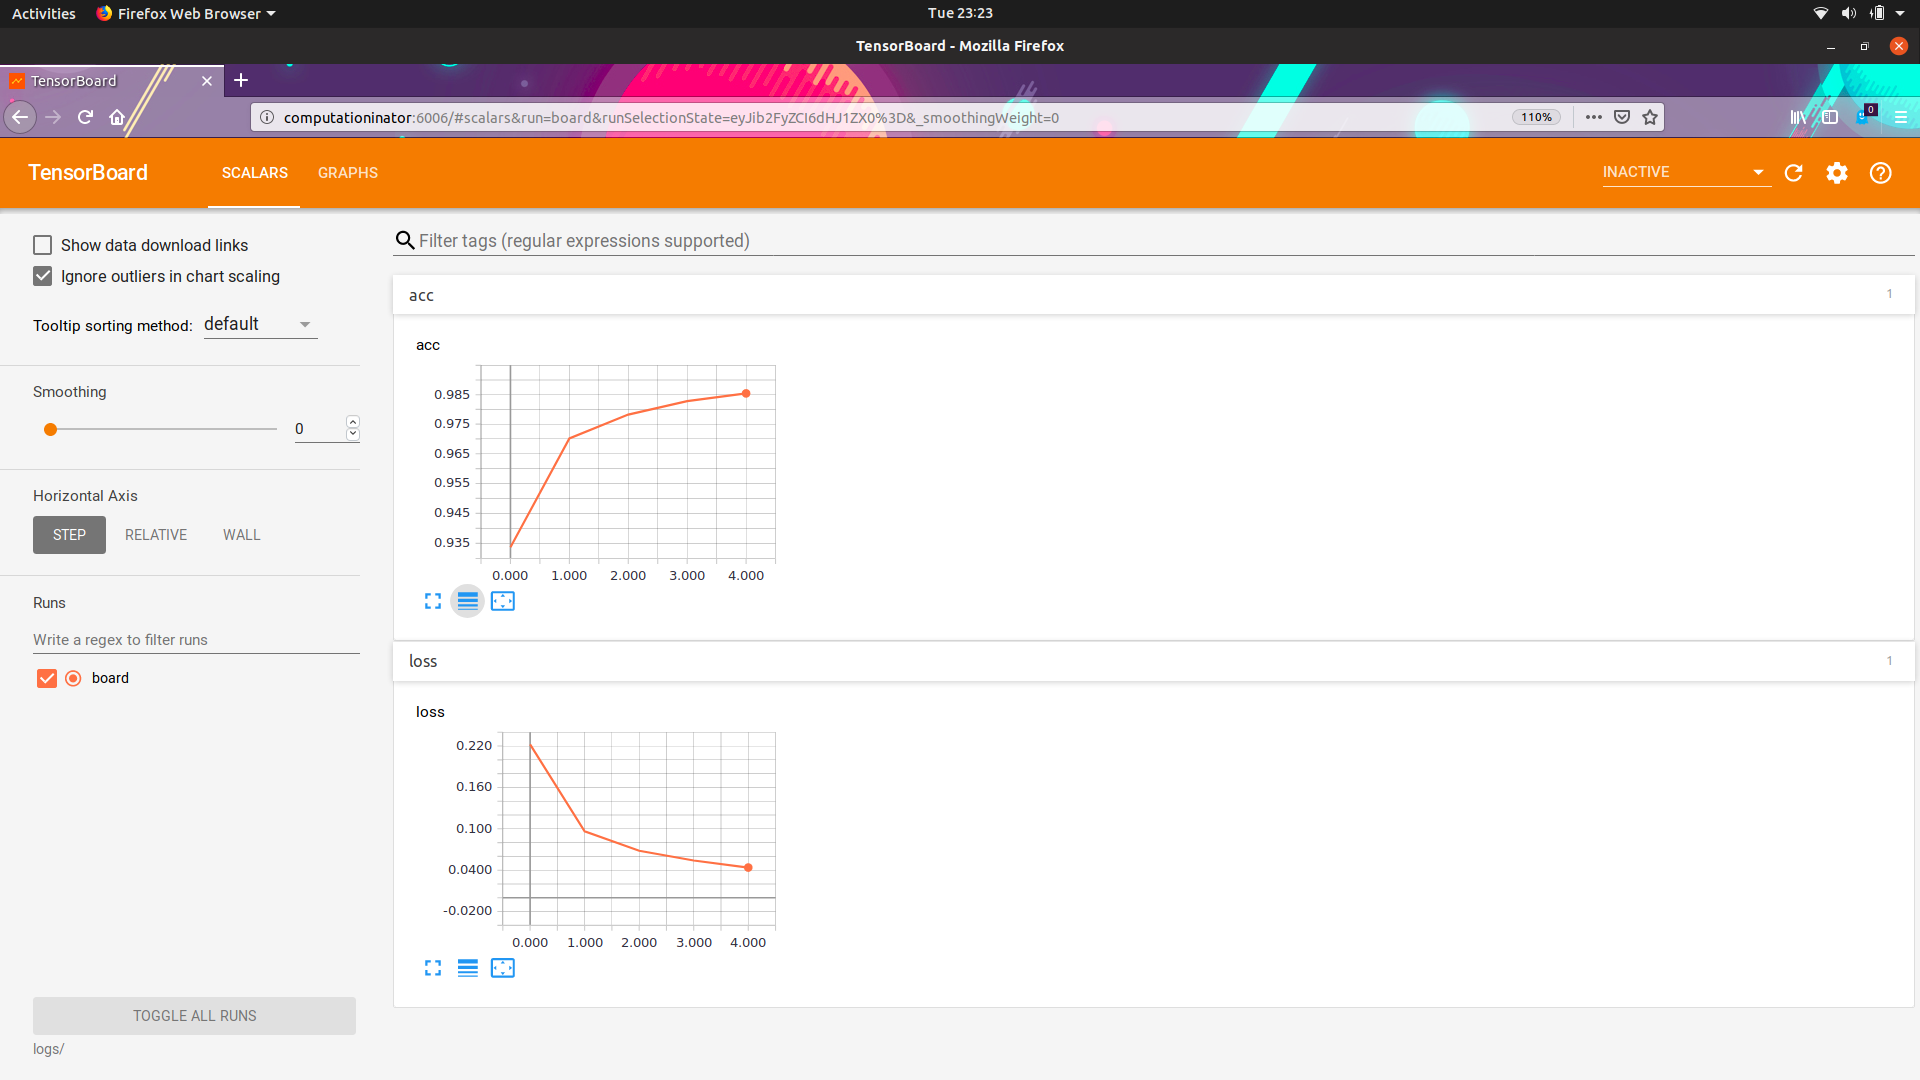 Activities Firefox Web Browser Tue 23:23
TensorBoard - Mozilla Firefox
TensorBoard
computationinator:6006/#scalars&run=board&runSelectionState=eyJib2FyZCI6dHJ1ZX0%3D&_smoothingWeight=0 110% 0
TensorBoard SCALARS GRAPHS INACTIVE
Show data download links
Ignore outliers in chart scaling
Tooltip sorting method: default
Smoothing
0
Horizontal Axis
STEP RELATIVE WALL
Runs
Write a regex to filter runs
board
TOGGLE ALL RUNS
logs/
Filter tags (regular expressions supported)
acc 1
acc
0.985
0.975
0.965
0.955
0.945
0.935
0.000 1.000 2.000 3.000 4.000
loss 1
loss
0.220
0.160
0.100
0.0400
-0.0200
0.000 1.000 2.000 3.000 4.000